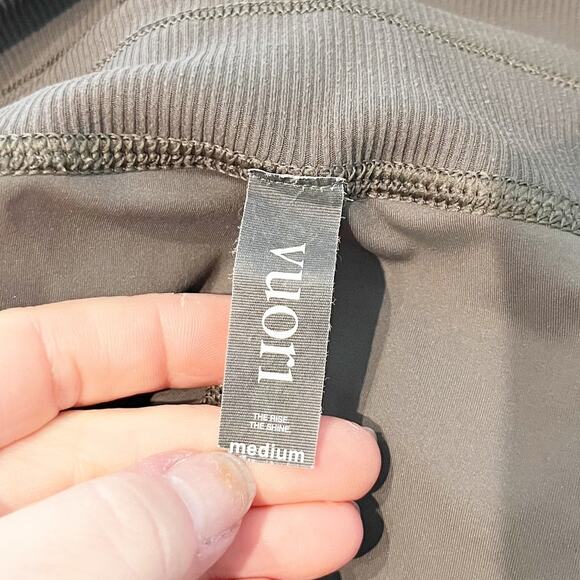 vuori
THE RISE
THE SHINE
medium